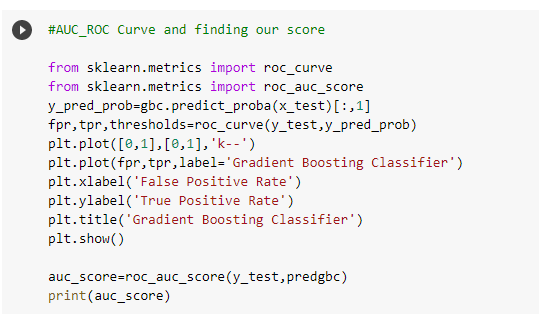 #AUC_ROC Curve and finding our score
from sklearn.metrics import roc_curve
from sklearn.metrics import roc_auc_score
y_pred_prob=gbc.predict_proba(x_test)[:,1]
fpr,tpr,thresholds=roc_curve(y_test,y_pred_prob)
plt.plot([0,1],[0,1],'k--')
plt.plot(fpr,tpr,label='Gradient Boosting Classifier')
plt.xlabel('False Positive Rate')
plt.ylabel('True Positive Rate')
plt.title('Gradient Boosting Classifier')
plt.show()
auc_score=roc_auc_score(y_test,predgbc)
print(auc_score)